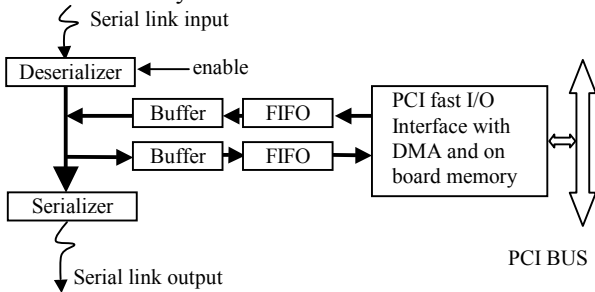 Serial link input
Deserializer
enable
Buffer
FIFO
PCI fast I/O
Interface with
DMA and on
board memory
Buffer
FIFO
Serializer
PCI BUS
Serial link output